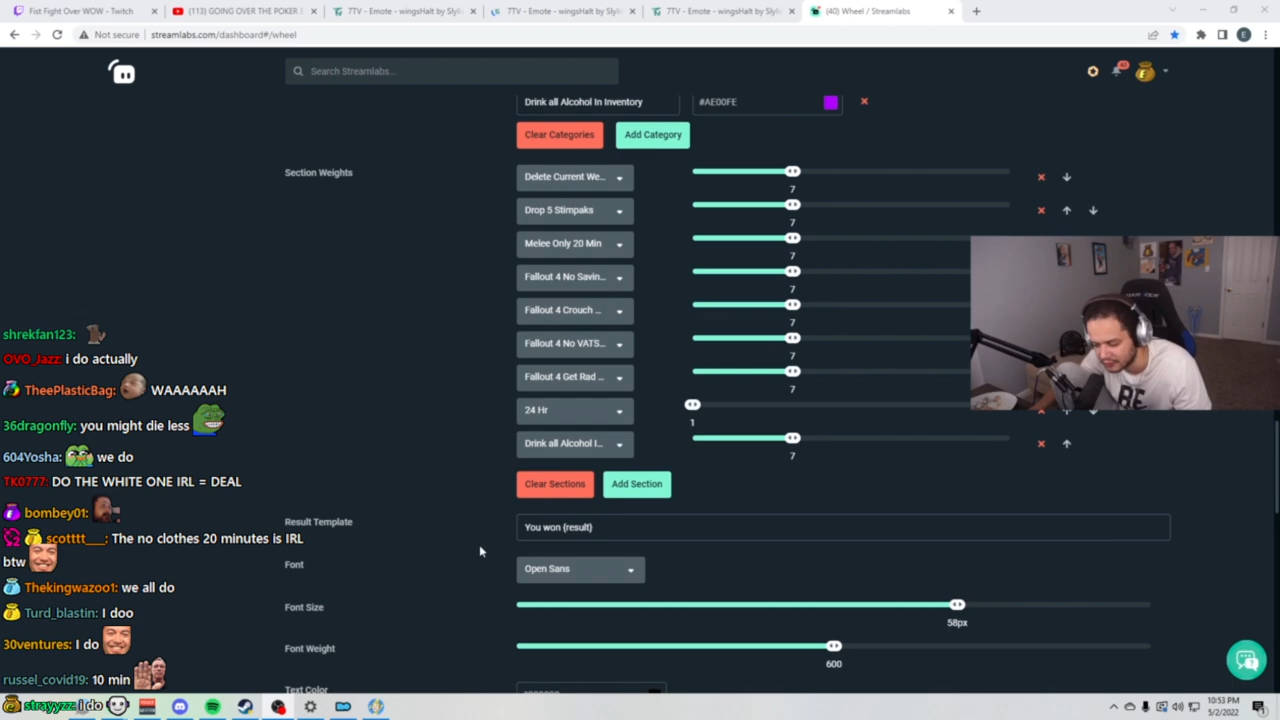 Fist Fight Over WOW - Twitch
(113) GOING OVER THE POKER E
7TV - Emote - wingsHalt by Slyli
7TV - Emote - wingsHalt by Slyli
7TV - Emote - wingsHalt by Slyli
(40) Wheel / Streamlabs
Not secure
streamlabs.com/dashboard#/wheel
E
Search Streamlabs...
40
Drink all Alcohol In Inventory
#AE00FE
Clear Categories
Add Category
Section Weights
Delete Current We...
7
Drop 5 Stimpaks
7
Melee Only 20 Min
7
Fallout 4 No Savin...
7
Fallout 4 Crouch ...
7
Fallout 4 No VATS...
7
Fallout 4 Get Rad ...
7
24 Hr
1
Drink all Alcohol I...
7
Clear Sections
Add Section
Result Template
You won {result}
Font
Open Sans
Font Size
58px
Font Weight
600
Text Color
shrekfan123:
OVO_Jazz: i do actually
TheePlasticBag: WAAAAAAH
36dragonfly: you might die less
604Yosha: we do
TK0777: DO THE WHITE ONE IRL = DEAL
bombey01:
scotttt___: The no clothes 20 minutes is IRL
btw
Thekingwazoo1: we all do
Turd_blastin: I doo
30ventures: I do
russel_covid19: 10 min
strayyzz: i do
BE
10:53 PM
5/2/2022